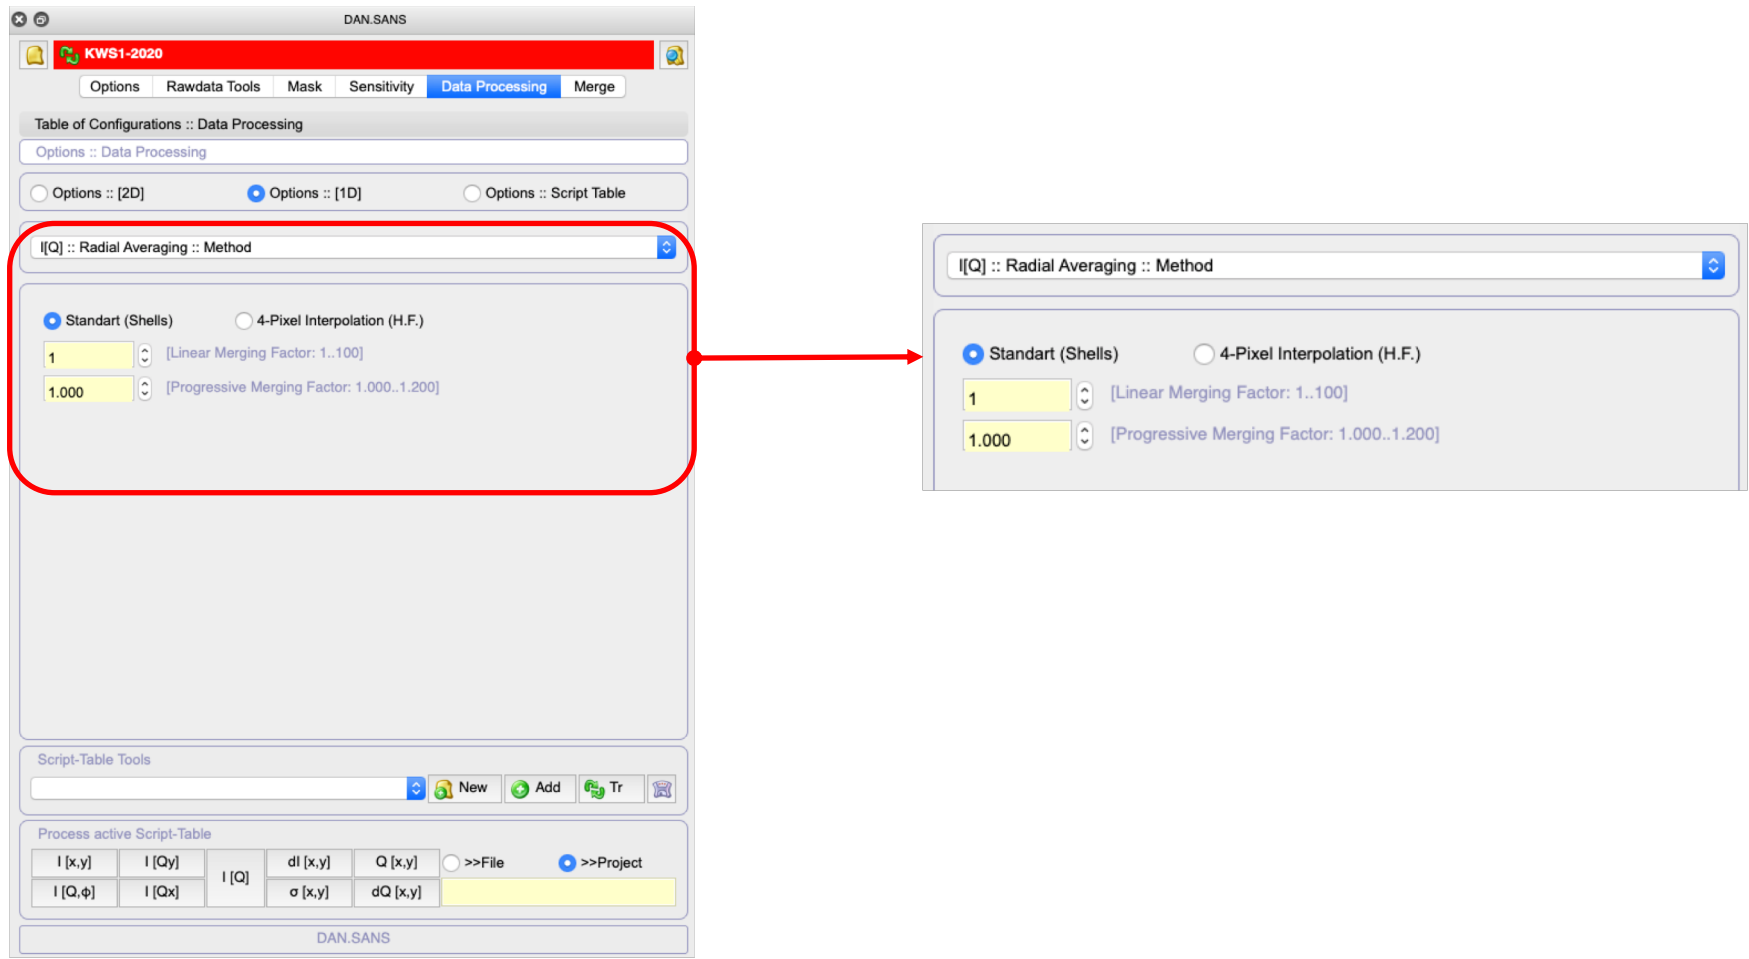 DAN.SANS
KWS1-2020
Options Rawdata Tools Mask Sensitivity Data Processing Merge
Table of Configurations :: Data Processing
Options :: Data Processing
Options :: [2D] Options :: [1D] Options :: Script Table
I[Q] :: Radial Averaging :: Method
Standart (Shells) 4-Pixel Interpolation (H.F.)
1 [Linear Merging Factor: 1..100]
1.000 [Progressive Merging Factor: 1.000..1.200]
Script-Table Tools
New Add Tr
Process active Script-Table
I [x,y] I [Qy] I [Q] dI [x,y] Q [x,y] >>File >>Project
I [Q,φ] I [Qx] σ [x,y] dQ [x,y]
DAN.SANS
I[Q] :: Radial Averaging :: Method
Standart (Shells) 4-Pixel Interpolation (H.F.)
1 [Linear Merging Factor: 1..100]
1.000 [Progressive Merging Factor: 1.000..1.200]